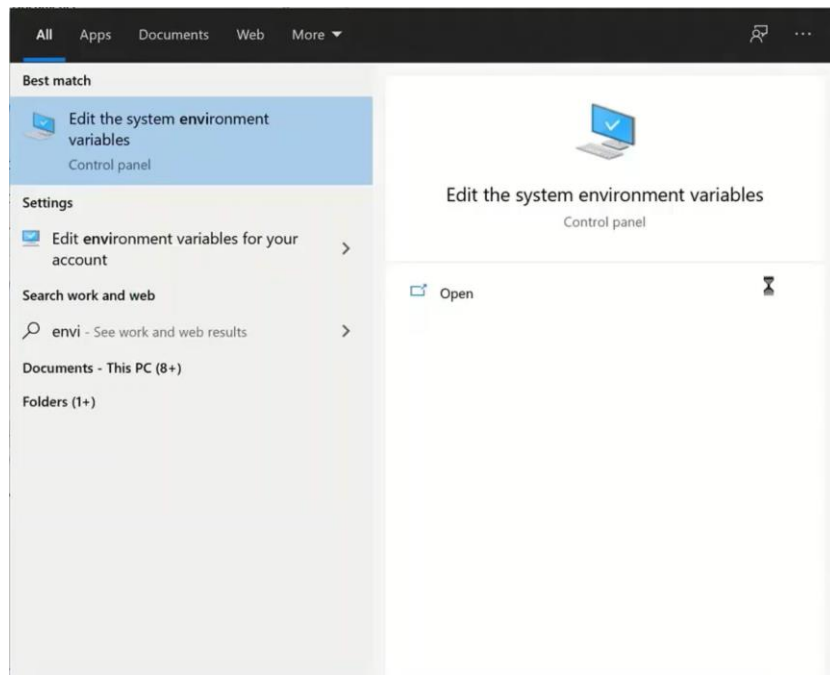 All Apps Documents Web More
Best match
Edit the system environment
variables
Control panel
Settings
Edit environment variables for your
account
Search work and web
envi - See work and web results
Documents - This PC (8+)
Folders (1+)
Edit the system environment variables
Control panel
Open